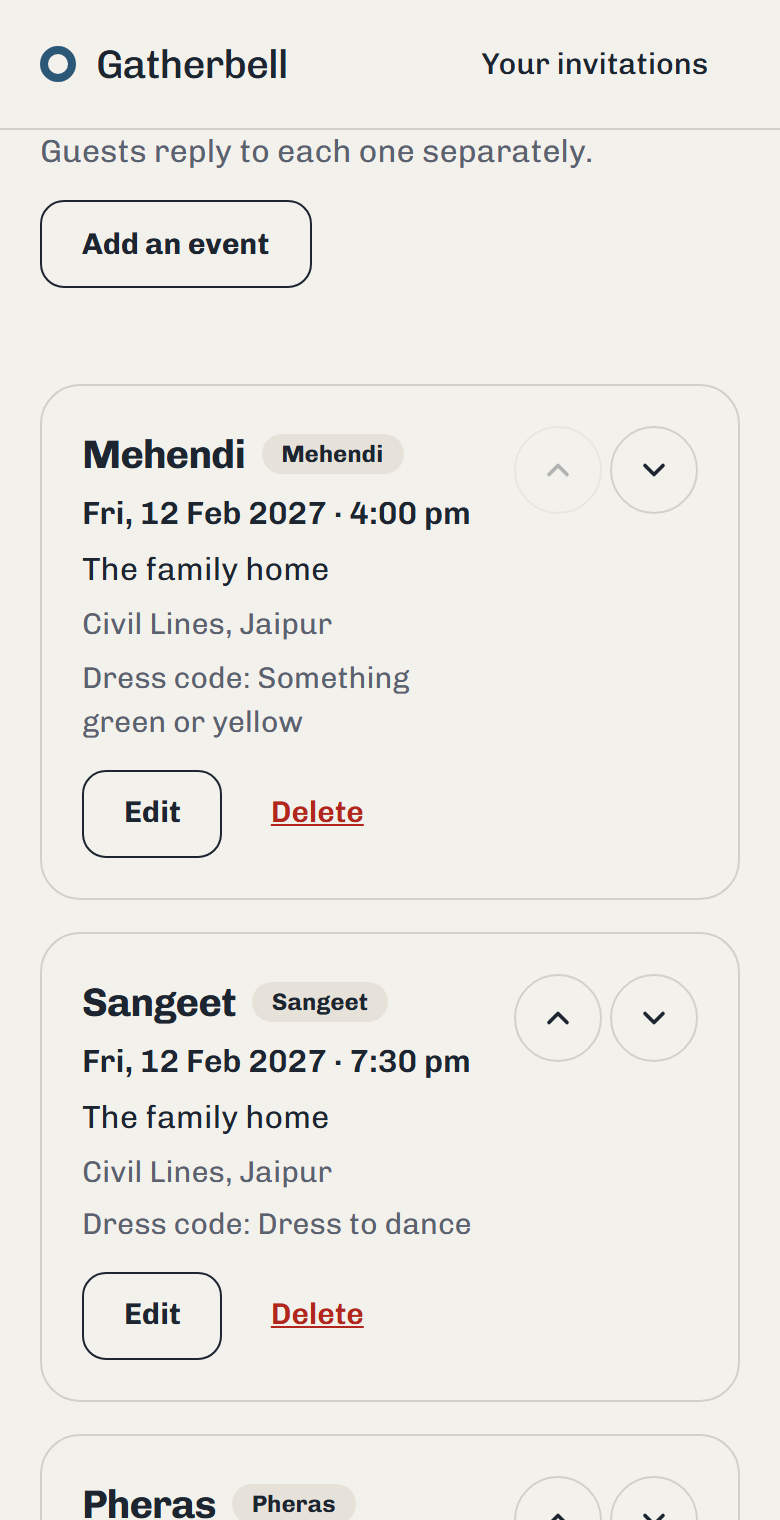 Gatherbell
Your invitations
Guests reply to each one separately.
Add an event
Mehendi
Mehendi
Fri, 12 Feb 2027 · 4:00 pm
The family home
Civil Lines, Jaipur
Dress code: Something
green or yellow
Edit
Delete
Sangeet
Sangeet
Fri, 12 Feb 2027 · 7:30 pm
The family home
Civil Lines, Jaipur
Dress code: Dress to dance
Edit
Delete
Pheras
Pheras